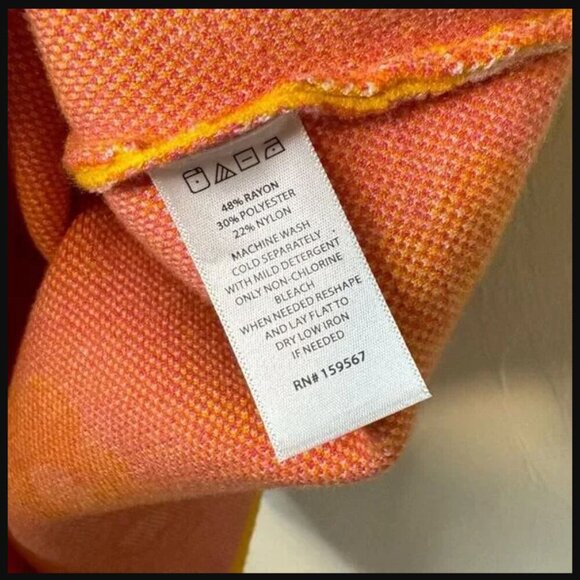 48% RAYON
30% POLYESTER
22% NYLON
MACHINE WASH
COLD SEPARATELY
WITH MILD DETERGENT
ONLY NON-CHLORINE
BLEACH
WHEN NEEDED RESHAPE
AND LAY FLAT TO
DRY LOW IRON
IF NEEDED
RN# 159567